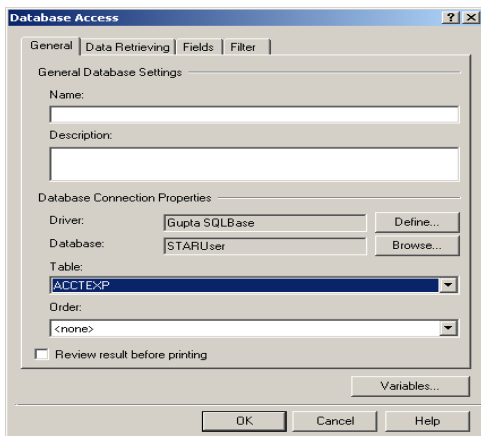 Database Access
General Data Retrieving Fields Filter
General Database Settings
Name:
Description:
Database Connection Properties
Driver: Gupta SQLBase Define...
Database: STARUser Browse...
Table:
ACCTEXP
Order:
<none>
Review result before printing
Variables...
OK Cancel Help